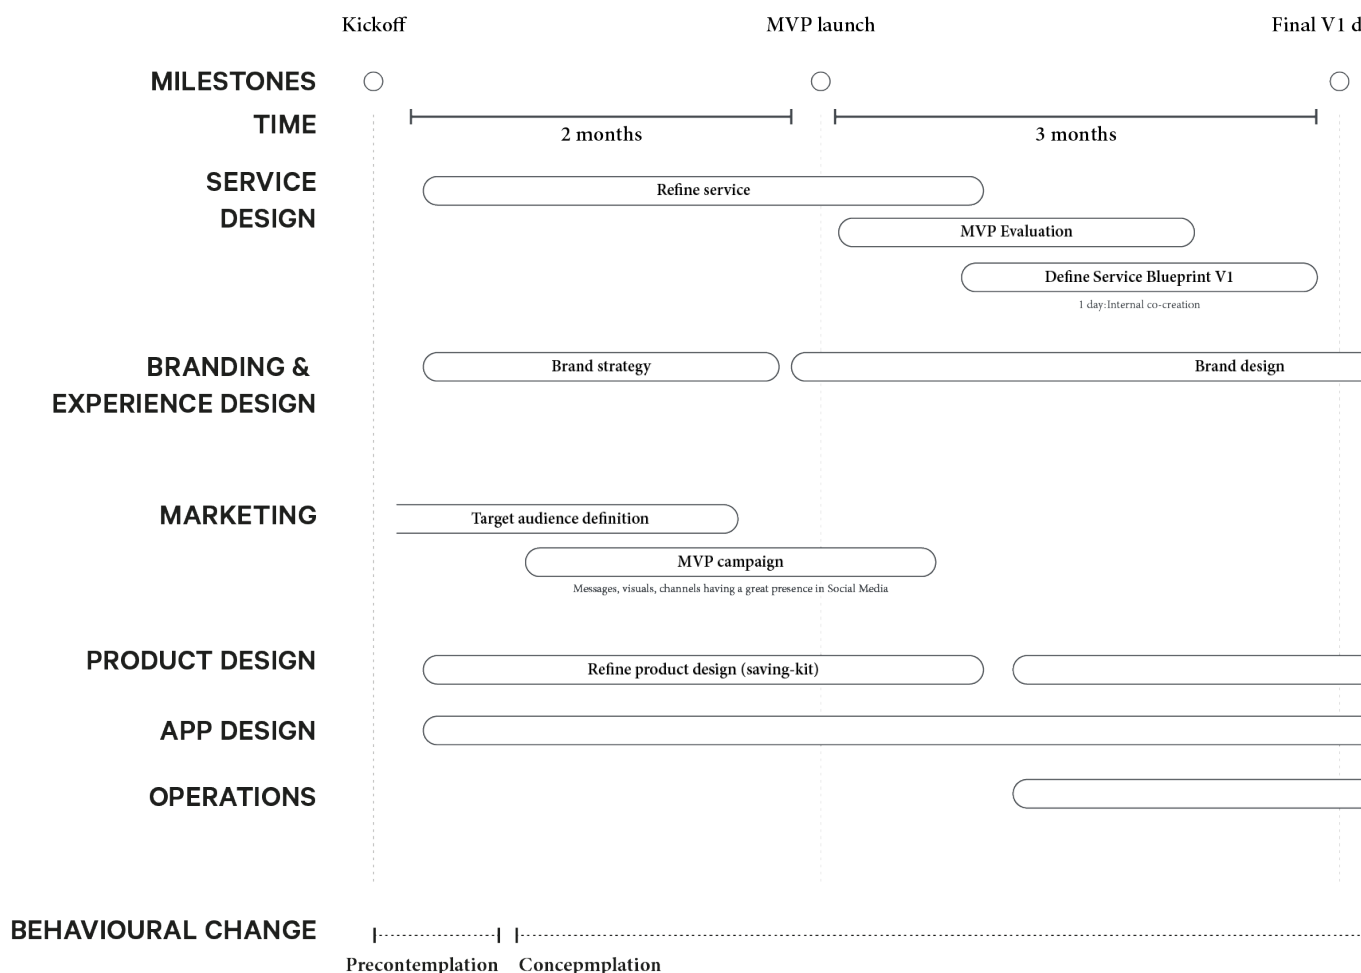 Kickoff
MVP launch
Final V1 d
MILESTONES
TIME
2 months
3 months
SERVICE
DESIGN
Refine service
MVP Evaluation
Define Service Blueprint V1
1 day:Internal co-creation
BRANDING &
EXPERIENCE DESIGN
Brand strategy
Brand design
MARKETING
Target audience definition
MVP campaign
Messages, visuals, channels having a great presence in Social Media
PRODUCT DESIGN
Refine product design (saving-kit)
APP DESIGN
OPERATIONS
BEHAVIOURAL CHANGE
Precontemplation
Concepmplation